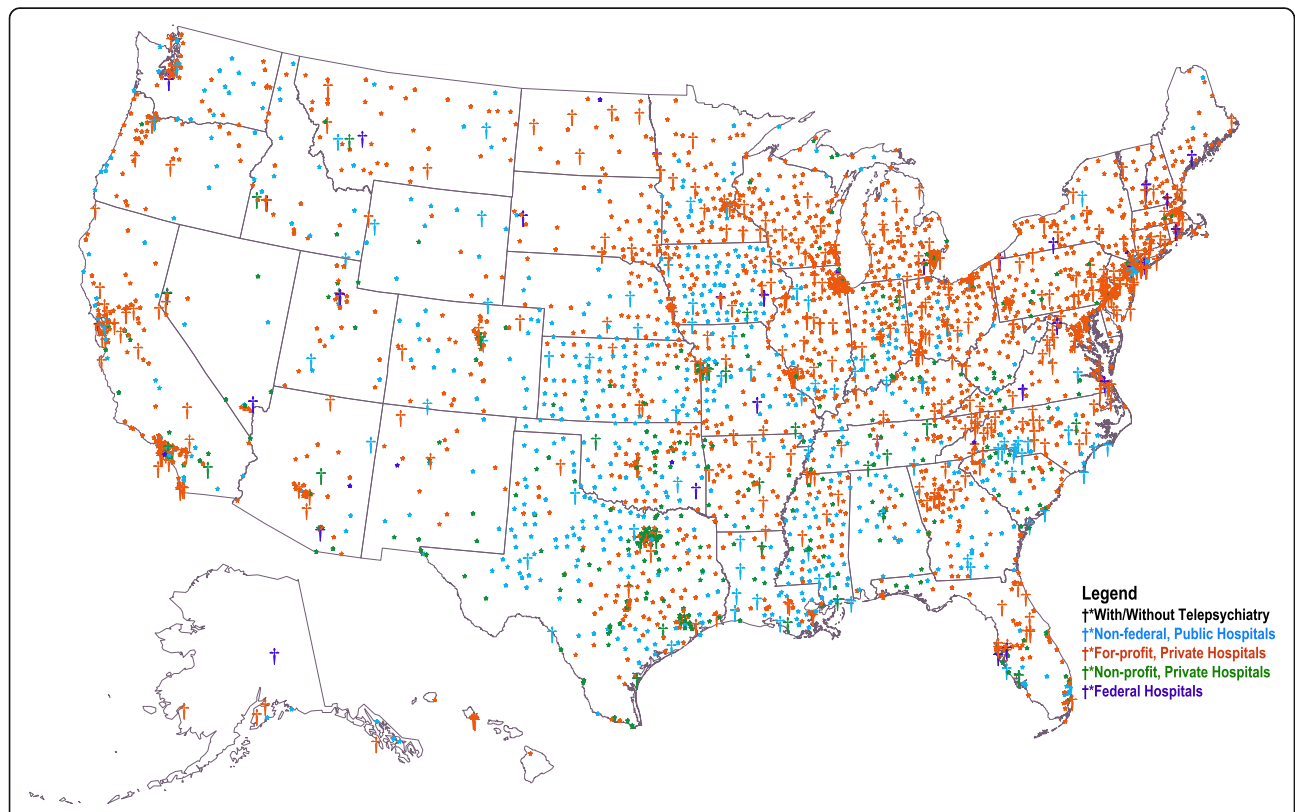 Legend
†*With/Without Telepsychiatry
†*Non-federal, Public Hospitals
†*For-profit, Private Hospitals
†*Non-profit, Private Hospitals
†*Federal Hospitals